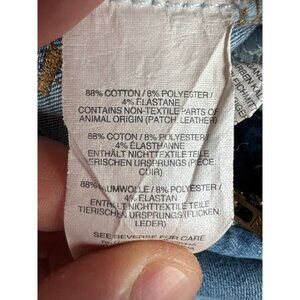 88% COTTON / 8% POLYESTER /
4% ELASTANE
CONTAINS NON-TEXTILE PARTS OF
ANIMAL ORIGIN (PATCH LEATHER)
88% COTON / 8% POLYESTER /
4% ELASTHANNE
ENTHÄLT NICHTTEXTILE TEILE
TIERISCHEN URSPRUNGS (PIÈCE
CUIR)
88% BAUMWOLLE / 8% POLYESTER /
4% ELASTAN
ENTHÄLT NICHTTEXTILE TEILE
TIERISCHEN URSPRUNGS (FLICKEN
LEDER)
SEE REVERSE FOR CARE